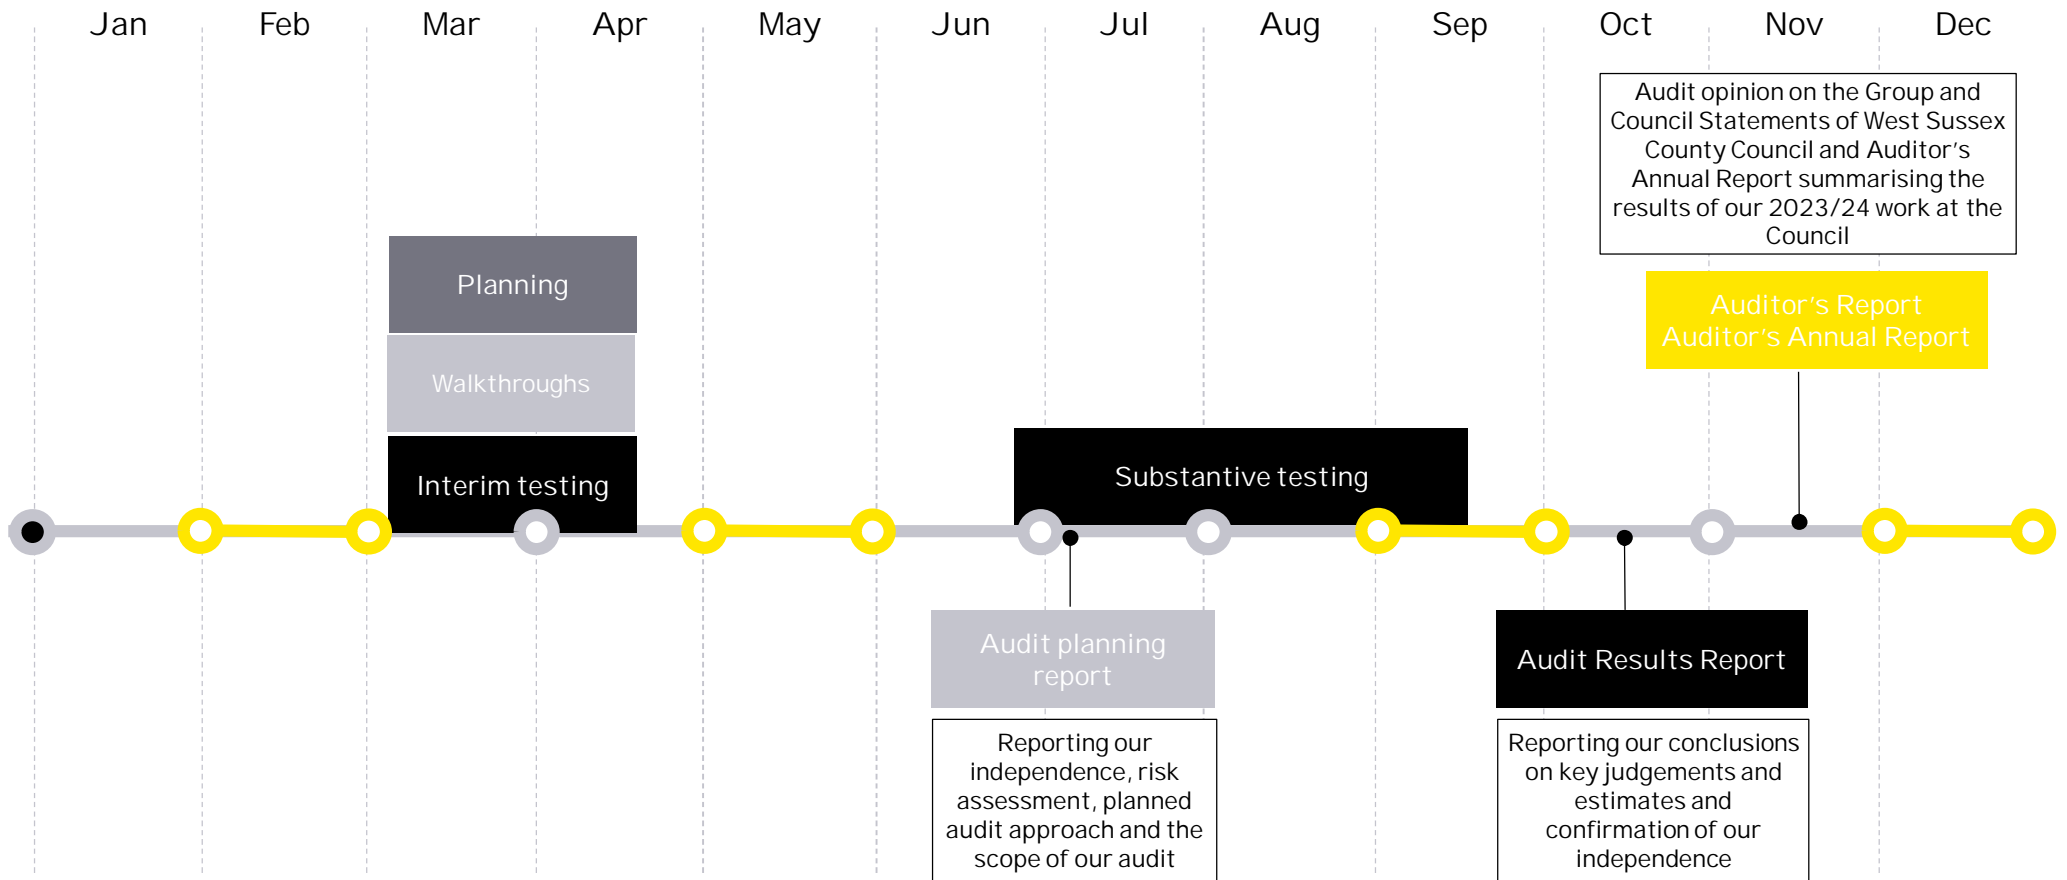 Jan Feb Mar Apr May Jun Jul Aug Sep Oct Nov Dec
Audit opinion on the Group and
Council Statements of West Sussex
County Council and Auditor's
Annual Report summarising the
results of our 2023/24 work at the
Council
Planning
Auditor's Report
Auditor's Annual Report
Walkthroughs
Interim testing
Substantive testing
Audit planning
report
Audit Results Report
Reporting our
independence, risk
assessment, planned
audit approach and the
scope of our audit
Reporting our conclusions
on key judgements and
estimates and
confirmation of our
independence